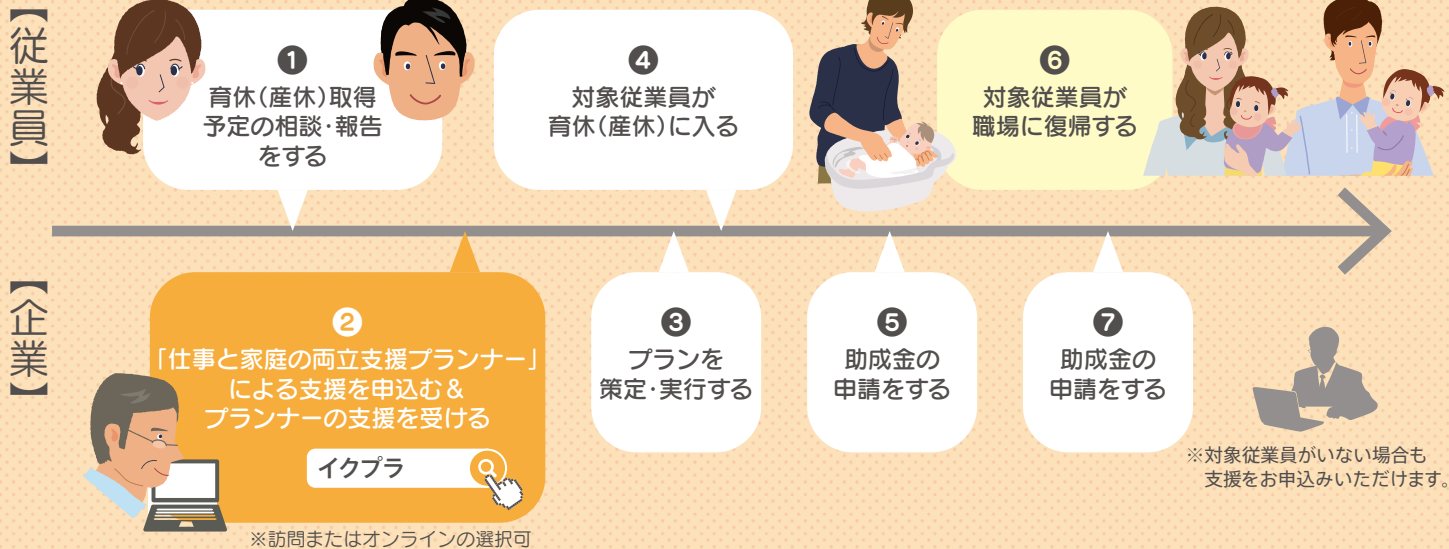 【従業員】
❶
育休(産休)取得
予定の相談・報告
をする
❹
対象従業員が
育休(産休)に入る
❻
対象従業員が
職場に復帰する
【企業】
❷
「仕事と家庭の両立支援プランナー」
による支援を申込む&
プランナーの支援を受ける
イクプラ
※訪問またはオンラインの選択可
❸
プランを
策定・実行する
❺
助成金の
申請をする
❼
助成金の
申請をする
※対象従業員がいない場合も
支援をお申込みいただけます。